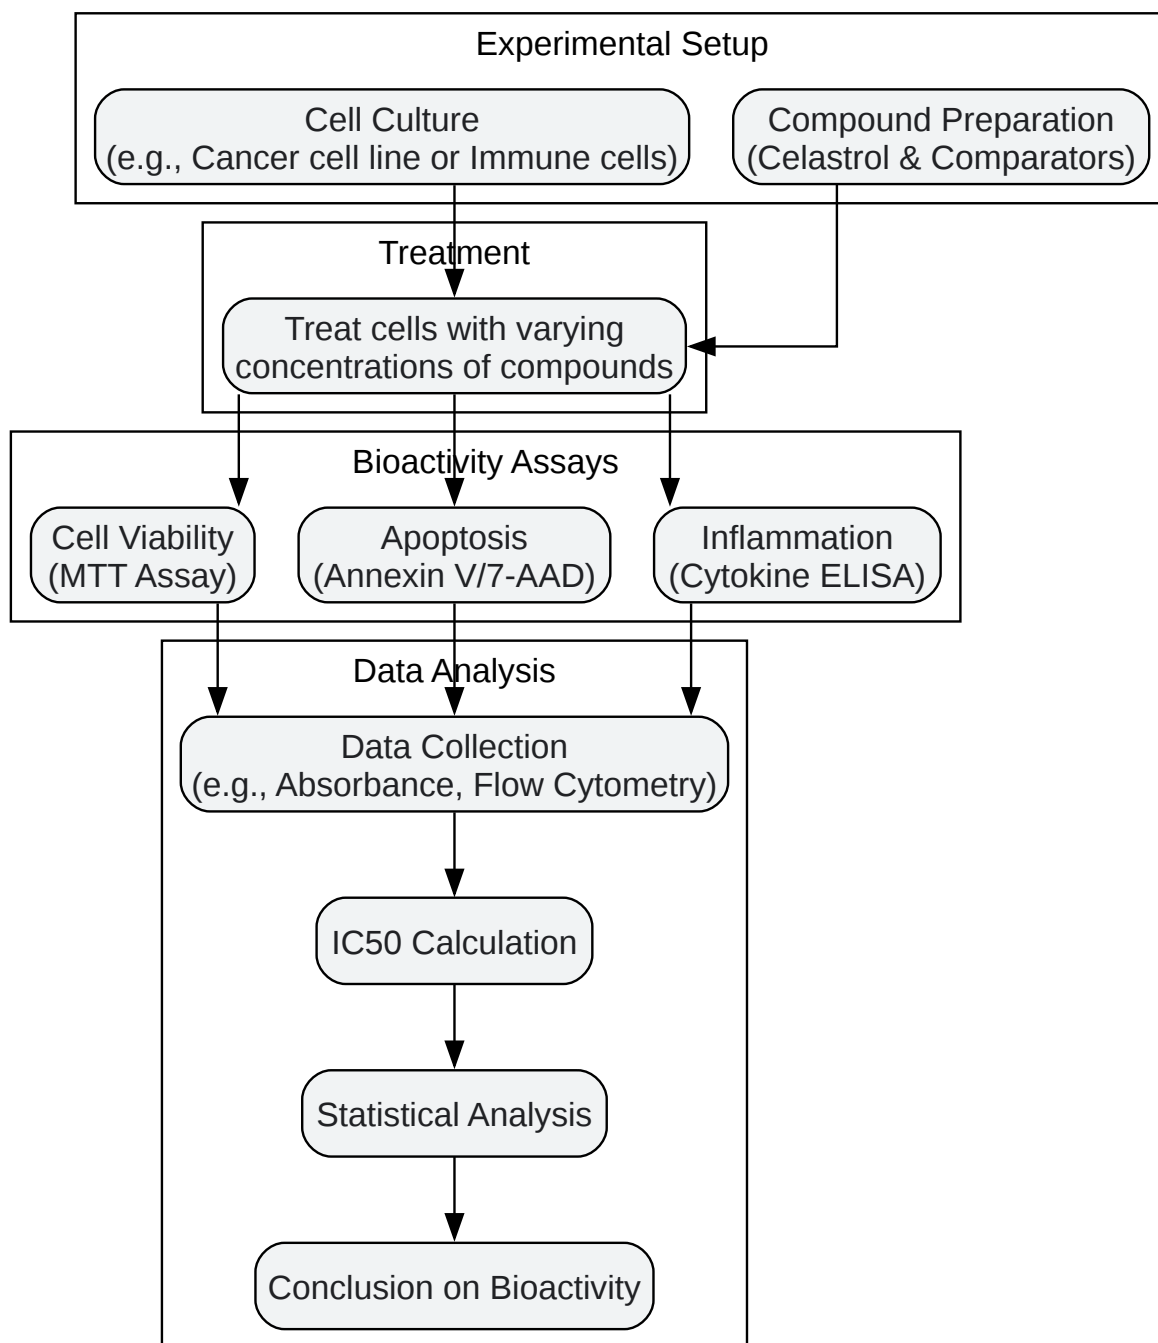 Experimental Setup
Cell Culture
(e.g., Cancer cell line or Immune cells)
Compound Preparation
(Celastrol & Comparators)
Treatment
Treat cells with varying
concentrations of compounds
Bioactivity Assays
Cell Viability
(MTT Assay)
Apoptosis
(Annexin V/7-AAD)
Inflammation
(Cytokine ELISA)
Data Analysis
Data Collection
(e.g., Absorbance, Flow Cytometry)
IC50 Calculation
Statistical Analysis
Conclusion on Bioactivity